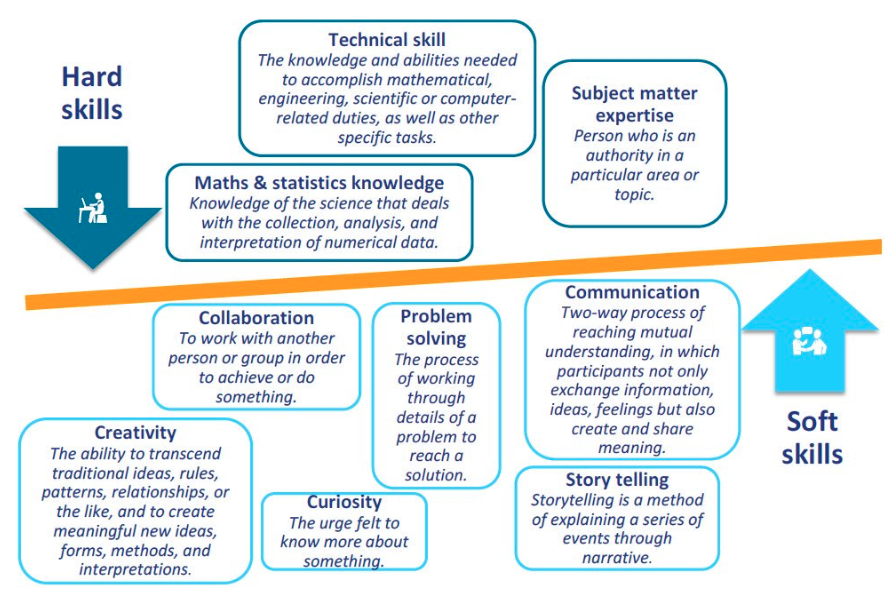 Hard
skills
Technical skill
The knowledge and abilities needed
to accomplish mathematical,
engineering, scientific or computer-
related duties, as well as other
specific tasks.
Subject matter
expertise
Person who is an
authority in a
particular area or
topic.
Maths & statistics knowledge
Knowledge of the science that deals
with the collection, analysis, and
interpretation of numerical data.
Collaboration
To work with another
person or group in order
to achieve or do
something.
Problem
solving
The process
of working
through
details of a
problem to
reach a
solution.
Communication
Two-way process of
reaching mutual
understanding, in which
participants not only
exchange information,
ideas, feelings but also
create and share
meaning.
Soft
skills
Creativity
The ability to transcend
traditional ideas, rules,
patterns, relationships, or
the like, and to create
meaningful new ideas,
forms, methods, and
interpretations.
Curiosity
The urge felt to
know more about
something.
Story telling
Storytelling is a method
of explaining a series of
events through
narrative.